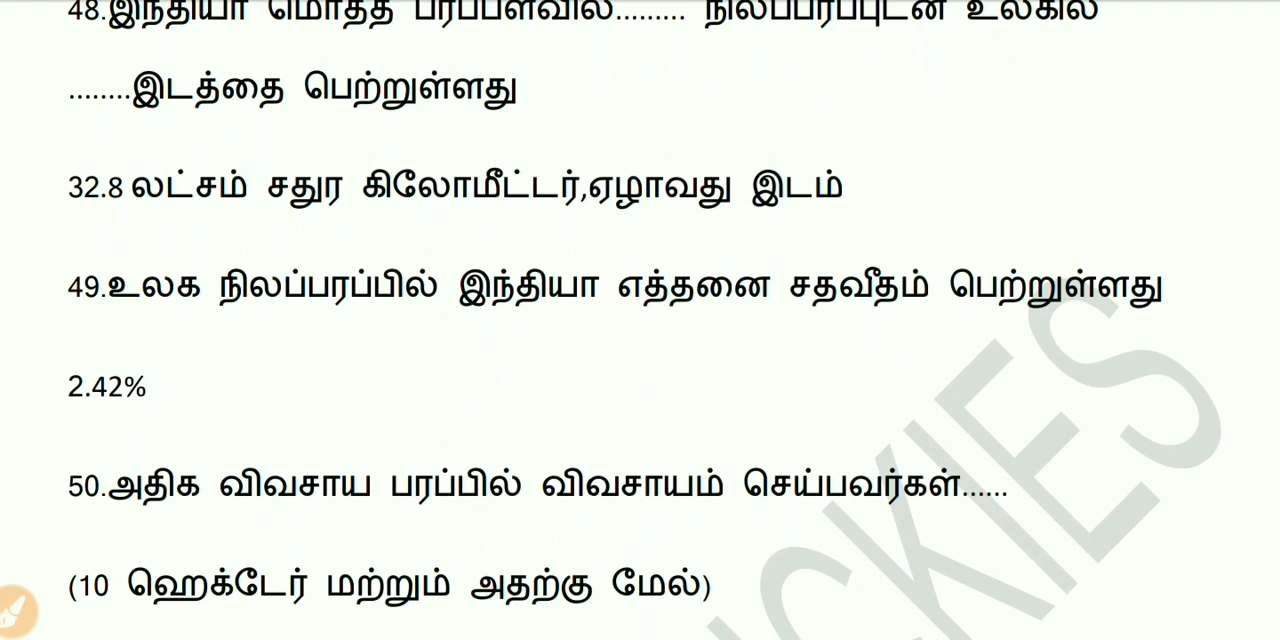 48.இந்தியா மொத்த பரப்பளவில்......... நிலப்பரப்புடன் உலகில்
........இடத்தை பெற்றுள்ளது
32.8 லட்சம் சதுர கிலோமீட்டர்,ஏழாவது இடம்
49.உலக நிலப்பரப்பில் இந்தியா எத்தனை சதவீதம் பெற்றுள்ளது
2.42%
50.அதிக விவசாய பரப்பில் விவசாயம் செய்பவர்கள்......
(10 ஹெக்டேர் மற்றும் அதற்கு மேல்)